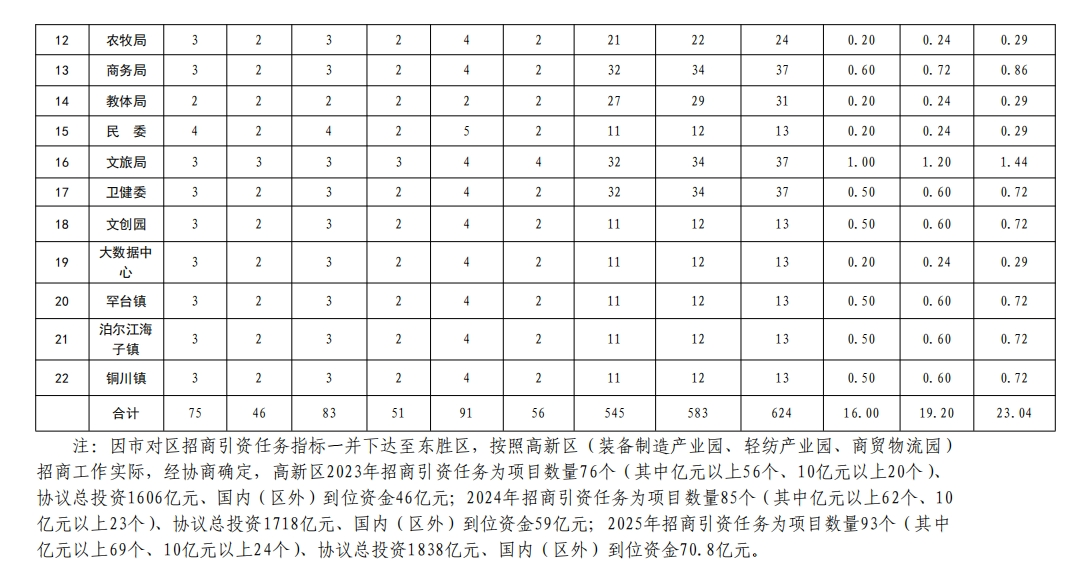 12 农牧局 3 2 3 2 4 2 21 22 24 0.20 0.24 0.29
13 商务局 3 2 3 2 4 2 32 34 37 0.60 0.72 0.86
14 教体局 2 2 2 2 2 2 27 29 31 0.20 0.24 0.29
15 民 委 4 2 4 2 5 2 11 12 13 0.20 0.24 0.29
16 文旅局 3 3 3 3 4 4 32 34 37 1.00 1.20 1.44
17 卫健委 3 2 3 2 4 2 32 34 37 0.50 0.60 0.72
18 文创园 3 2 3 2 4 2 11 12 13 0.50 0.60 0.72
19 大数据中
心 3 2 3 2 4 2 11 12 13 0.20 0.24 0.29
20 罕台镇 3 2 3 2 4 2 11 12 13 0.50 0.60 0.72
21 泊尔江海
子镇 3 2 3 2 4 2 11 12 13 0.50 0.60 0.72
22 铜川镇 3 2 3 2 4 2 11 12 13 0.50 0.60 0.72
合计 75 46 83 51 91 56 545 583 624 16.00 19.20 23.04
注：因市对区招商引资任务指标一并下达至东胜区，按照高新区（装备制造产业园、轻纺产业园、商贸物流园）
招商工作实际，经协商确定，高新区2023年招商引资任务为项目数量76个（其中亿元以上56个、10亿元以上20个）、
协议总投资1606亿元、国内（区外）到位资金46亿元；2024年招商引资任务为项目数量85个（其中亿元以上62个、10
亿元以上23个）、协议总投资1718亿元、国内（区外）到位资金59亿元；2025年招商引资任务为项目数量93个（其中
亿元以上69个、10亿元以上24个）、协议总投资1838亿元、国内（区外）到位资金70.8亿元。